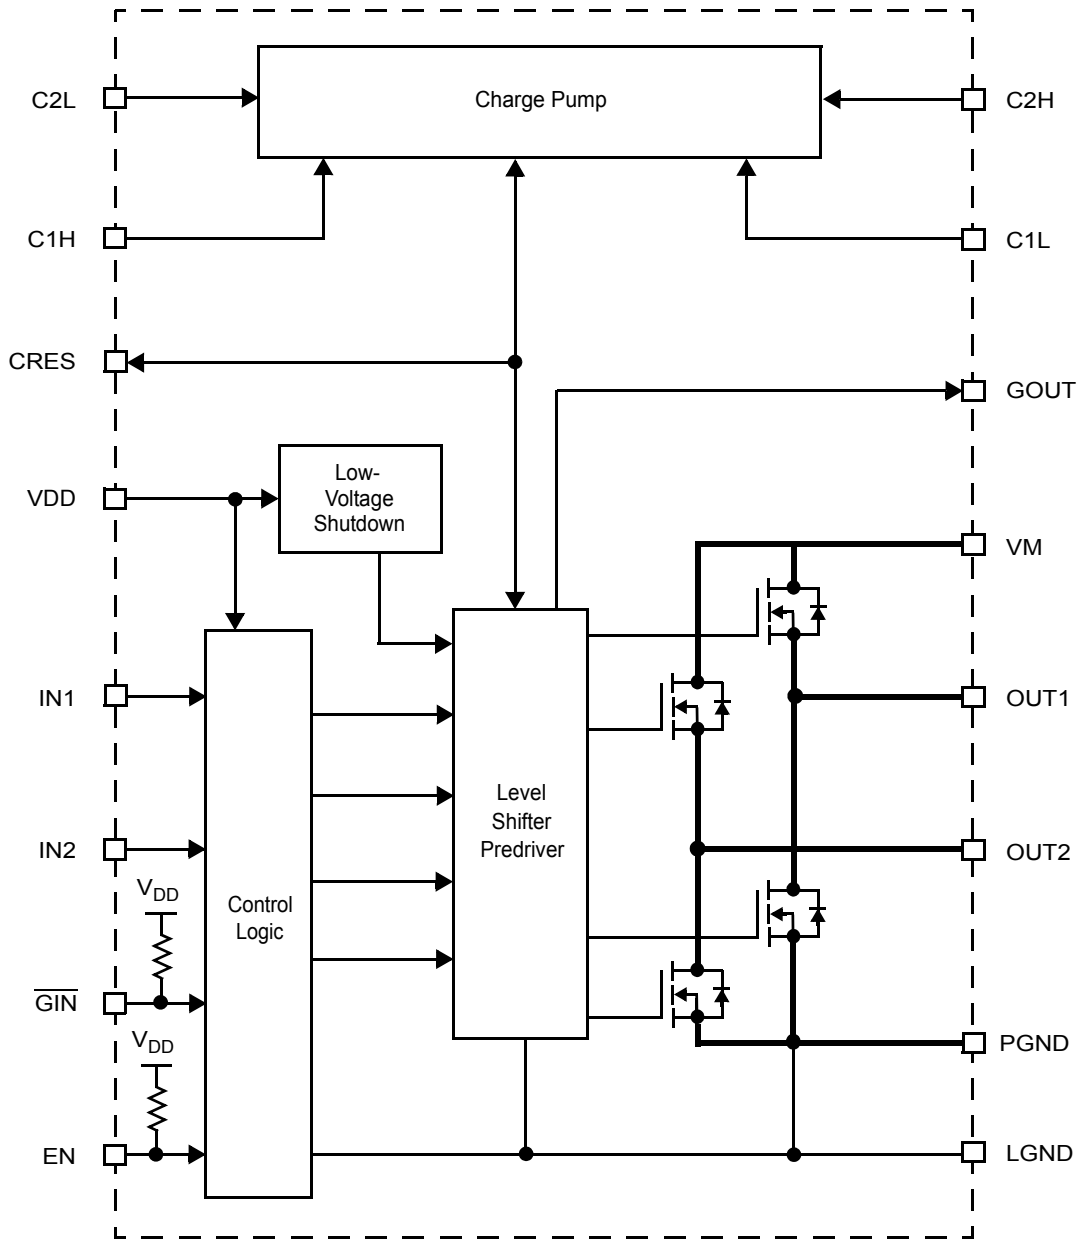 Charge Pump
C2L
C2H
C1H
C1L
CRES
GOUT
Low-
Voltage
Shutdown
VDD
VM
IN1
OUT1
Level
Shifter
Predriver
IN2
OUT2
VDD
Control
Logic
GIN
VDD
PGND
EN
LGND